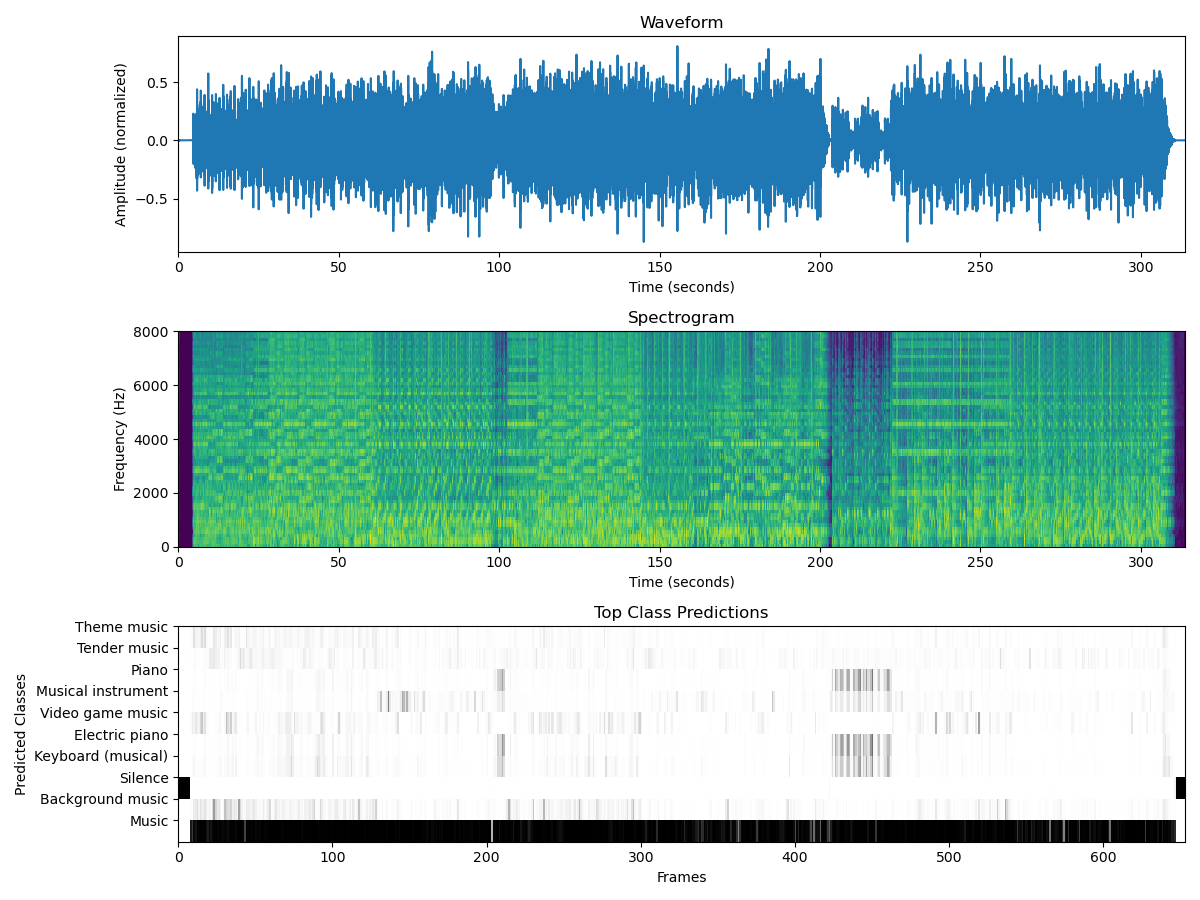 Waveform
Amplitude (normalized)
0.5
0.0
−0.5
0 50 100 150 200 250 300
Time (seconds)
Spectrogram
Frequency (Hz)
8000
6000
4000
2000
0
0 50 100 150 200 250 300
Time (seconds)
Top Class Predictions
Predicted Classes
Theme music
Tender music
Piano
Musical instrument
Video game music
Electric piano
Keyboard (musical)
Silence
Background music
Music
0 100 200 300 400 500 600
Frames